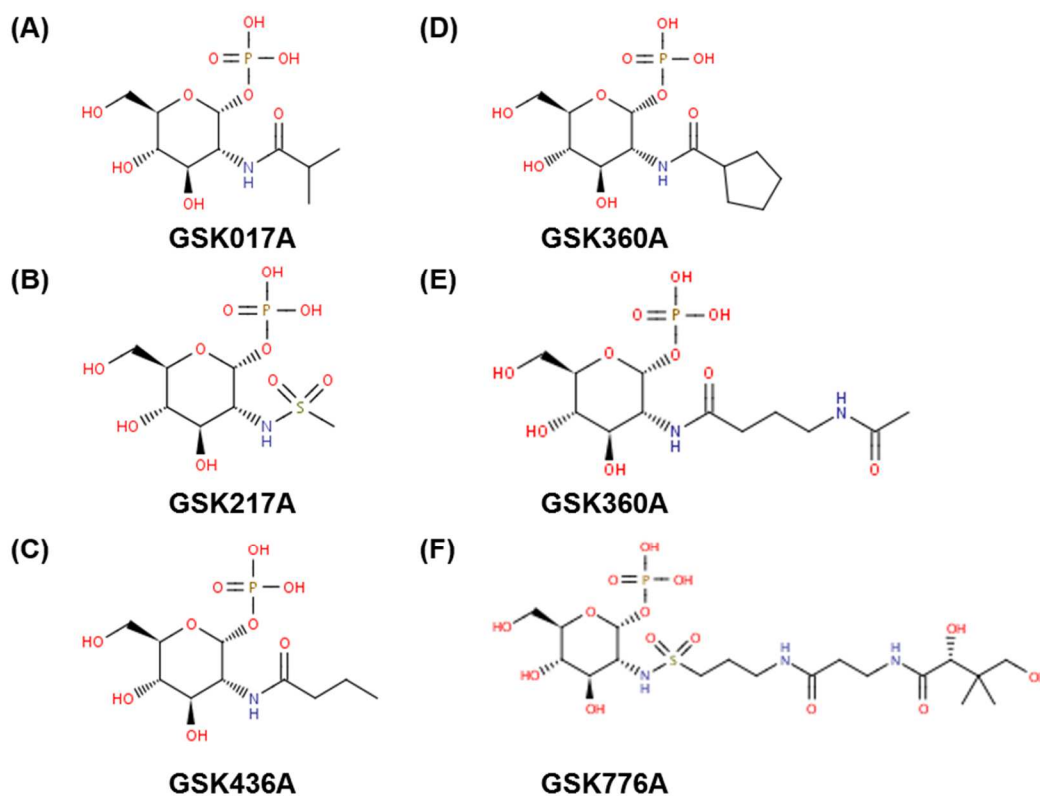 (A)
OH
O P OH
O O O
HO
HO N
H
OH
GSK017A
(B)
OH
O P OH
O O O O
HO S
HO N
H
OH
GSK217A
(C)
OH
O P OH
O O O
HO
HO N
H
OH
GSK436A
(D)
OH
O P OH
O O O
HO
HO N
H
OH
GSK360A
(E)
OH
O P OH
O O O H
HO N
HO N O
H
OH
GSK360A
(F)
OH
O P OH
O O O O H H OH
HO S N N
HO N O O
H
OH
GSK776A